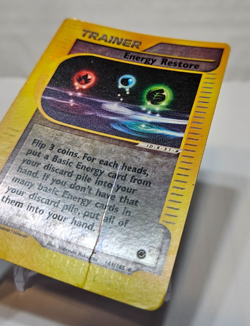 TRAINER
Energy Restore
Flip 3 coins. For each heads,
put a Basic Energy card from
your discard pile into your
hand. If you don't have that
many basic Energy cards in
your discard pile, put all of
them into your hand.
141/165